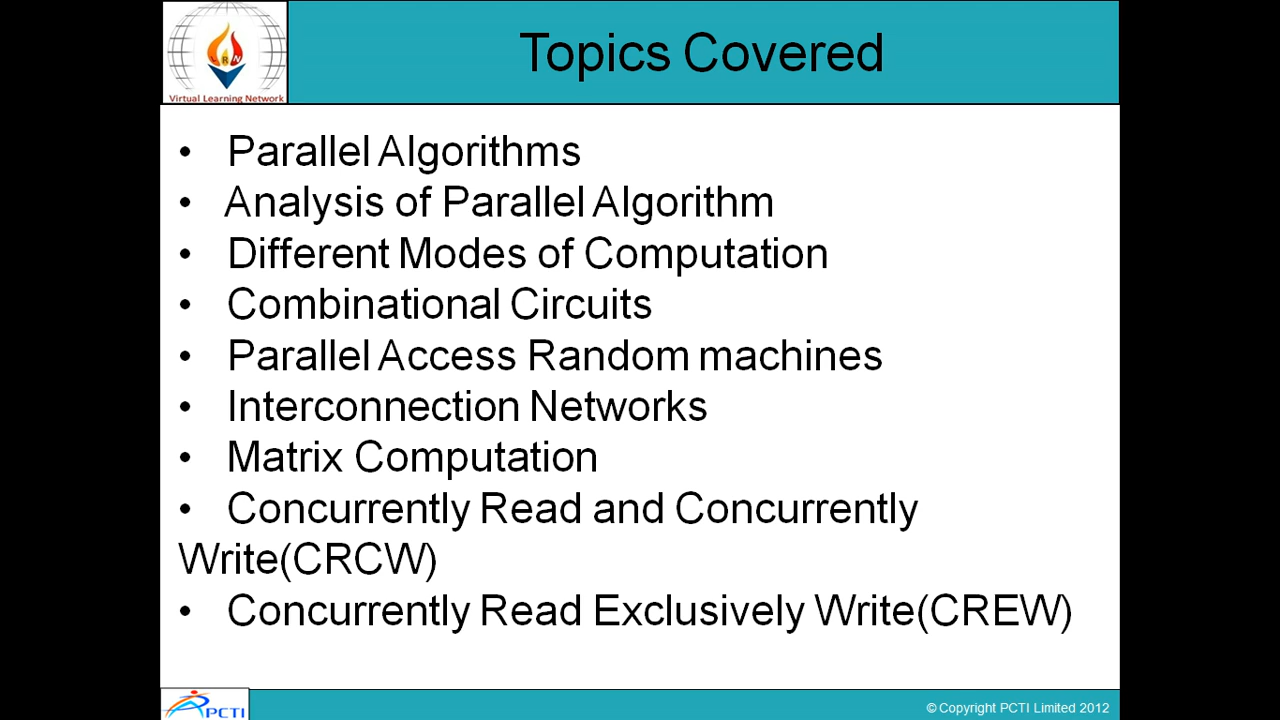 Topics Covered
LRN
Virtual Learning Network
• Parallel Algorithms
• Analysis of Parallel Algorithm
• Different Modes of Computation
• Combinational Circuits
• Parallel Access Random machines
• Interconnection Networks
• Matrix Computation
• Concurrently Read and Concurrently
Write(CRCW)
• Concurrently Read Exclusively Write(CREW)
PCTI
© Copyright PCTI Limited 2012